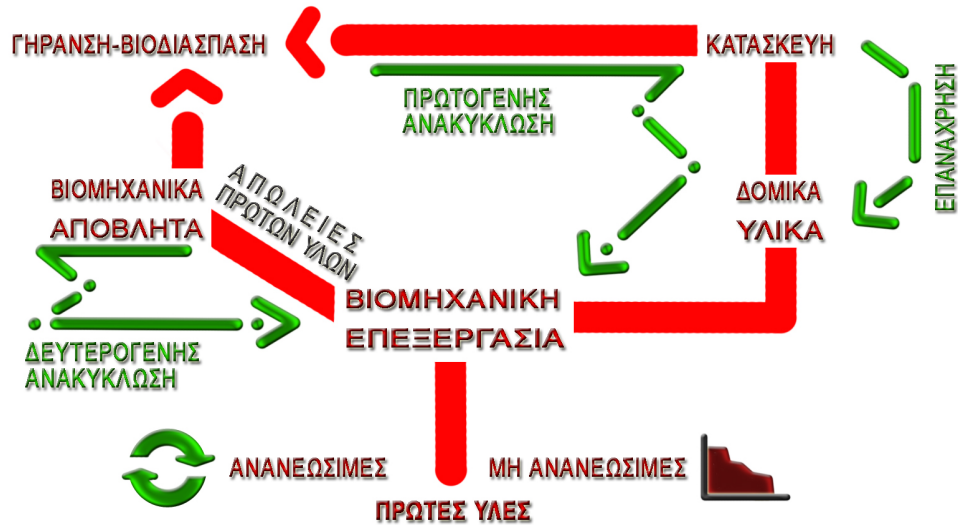 ΓΗΡΑΝΣΗ-ΒΙΟΔΙΑΣΠΑΣΗ
ΚΑΤΑΣΚΕΥΗ
ΠΡΩΤΟΓΕΝΗΣ
ΑΝΑΚΥΚΛΩΣΗ
ΕΠΑΝΑΧΡΗΣΗ
ΒΙΟΜΗΧΑΝΙΚΑ
ΑΠΟΒΛΗΤΑ
ΑΠΩΛΕΙΕΣ
ΠΡΩΤΩΝ ΥΛΩΝ
ΔΟΜΙΚΑ
ΥΛΙΚΑ
ΒΙΟΜΗΧΑΝΙΚΗ
ΕΠΕΞΕΡΓΑΣΙΑ
ΔΕΥΤΕΡΟΓΕΝΗΣ
ΑΝΑΚΥΚΛΩΣΗ
ΑΝΑΝΕΩΣΙΜΕΣ
ΜΗ ΑΝΑΝΕΩΣΙΜΕΣ
ΠΡΩΤΕΣ ΥΛΕΣ